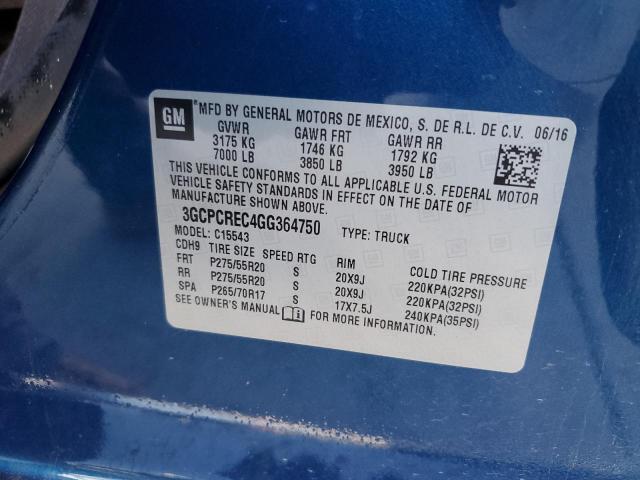 GM MFD BY GENERAL MOTORS DE MEXICO, S. DE R.L. DE C.V. 06/16
GVWR GAWR FRT GAWR RR
3175 KG 1746 KG 1792 KG
7000 LB 3850 LB 3950 LB
THIS VEHICLE CONFORMS TO ALL APPLICABLE U.S. FEDERAL MOTOR
VEHICLE SAFETY STANDARDS IN EFFECT ON THE DATE OF
MANUFACTURE SHOWN ABOVE.
3GCPCREC4GG364750 TYPE: TRUCK
MODEL: C15543
CDH9 TIRE SIZE SPEED RTG RIM COLD TIRE PRESSURE
FRT P275/55R20 S 20X9J 220KPA(32PSI)
RR P275/55R20 S 20X9J 220KPA(32PSI)
SPA P265/70R17 S 17X7.5J 240KPA(35PSI)
SEE OWNER'S MANUAL FOR MORE INFORMATION.